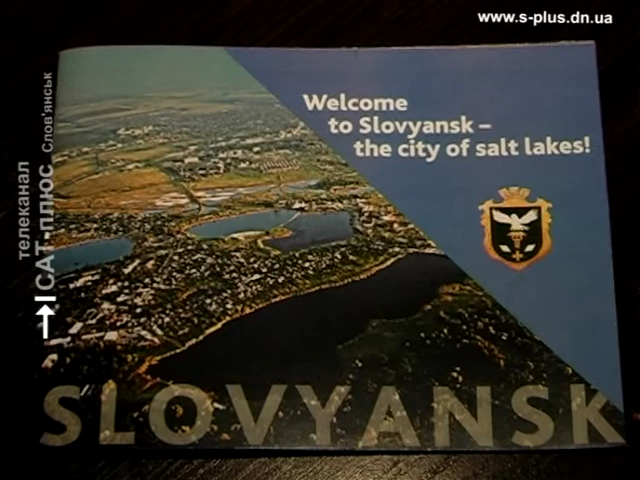 www.s-plus.dn.ua
Welcome
to Slovyansk –
the city of salt lakes!
телеканал
САТ-ПЛЮС Слов'янськ
SLOVYANSK